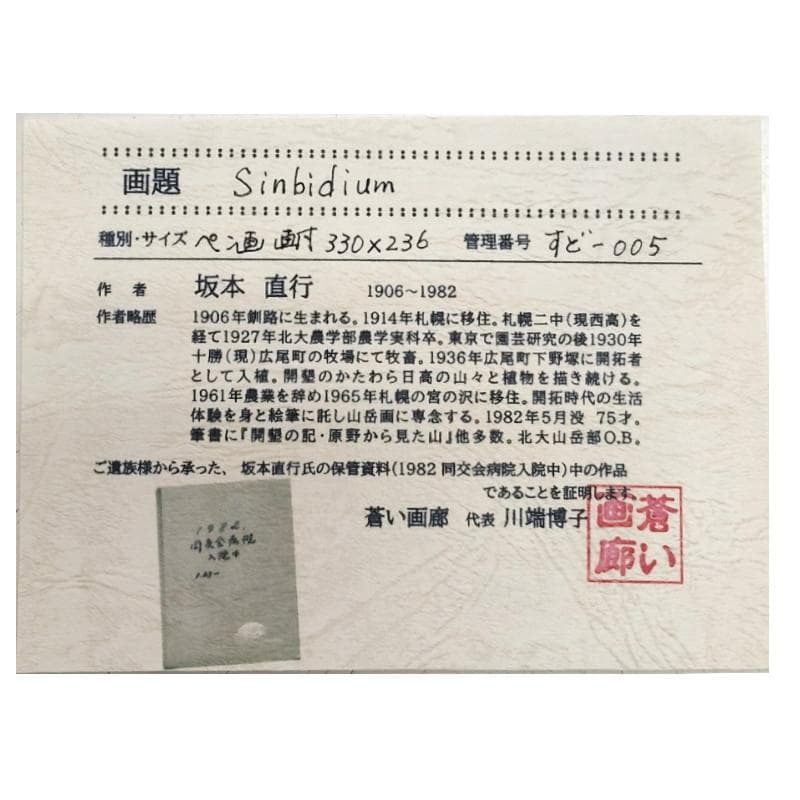 画題 Sinbidium
種別・サイズ ペン画 画寸 330×236 管理番号 すど-005
作者 坂本 直行 1906〜1982
作者略歴 1906年釧路に生まれる。1914年札幌に移住。札幌二中(現西高)を
経て1927年北大農学部農学実科卒。東京で園芸研究の後1930年
十勝(現)広尾町の牧場にて牧畜。1936年広尾町下野塚に開拓者
として入植。開墾のかたわら日高の山々と植物を描き続ける。
1961年農業を辞め1965年札幌の宮の沢に移住。開拓時代の生活
体験を身と絵筆に託し山岳画に専念する。1982年5月没 75才。
筆書に『開墾の記・原野から見た山』他多数。北大山岳部O.B.。
ご遺族様から承った、坂本直行氏の保管資料(1982 同交会病院入院中)中の作品
であることを証明します。
蒼い画廊 代表 川端博子
蒼い画廊
1982.
同交会病院
入院中